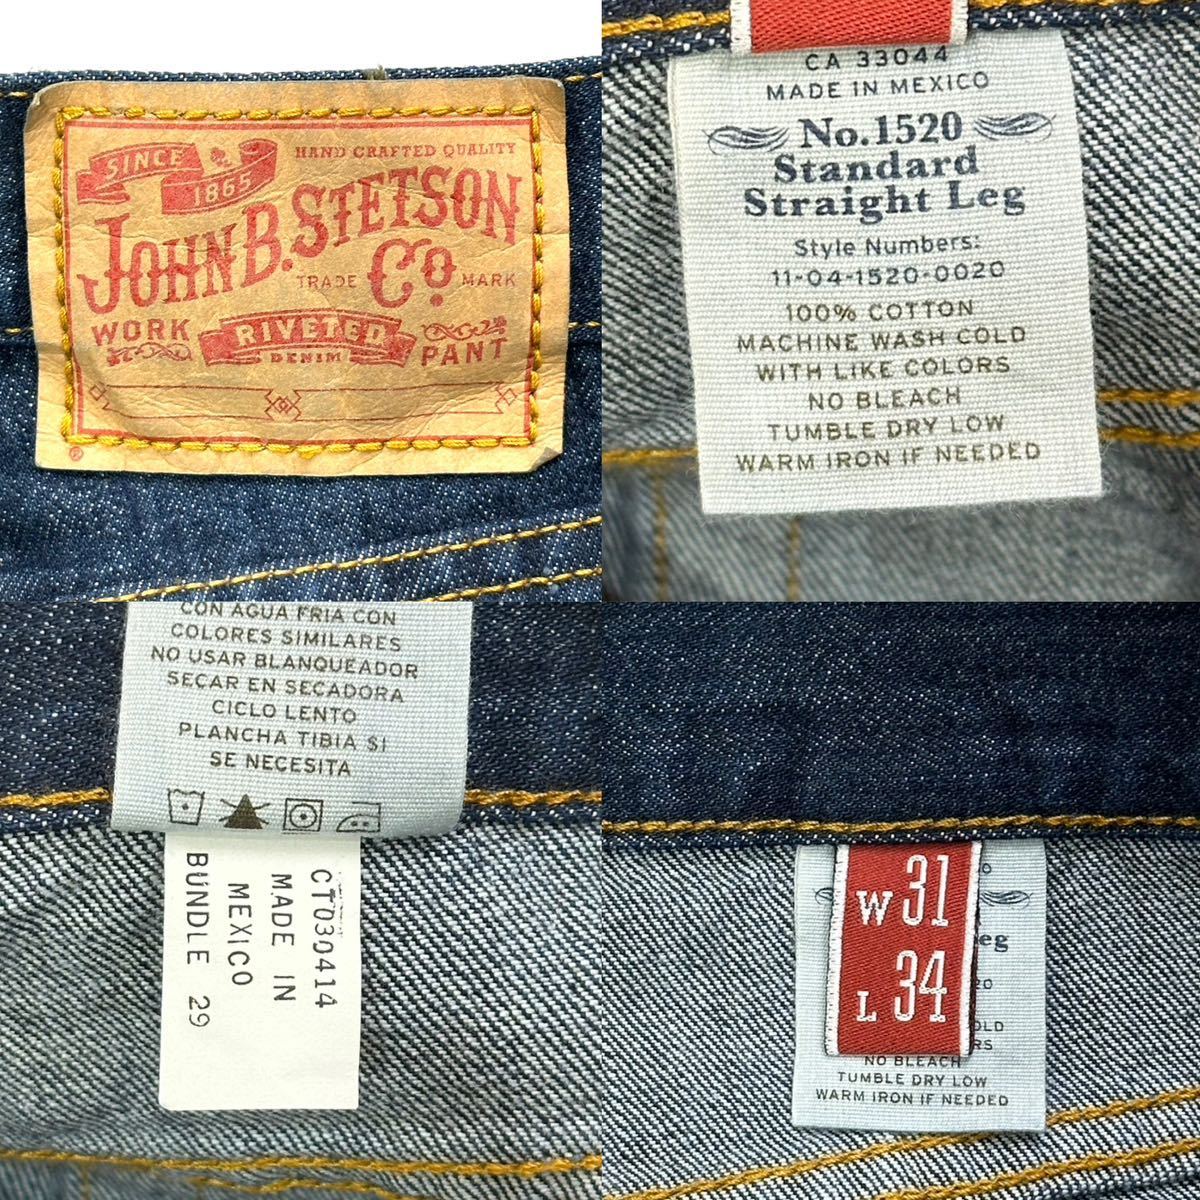 SINCE
1865
HAND CRAFTED QUALITY
JOHN B. STETSON
TRADE Co MARK
WORK RIVETED PANT
DENIM
®
CA 33044
MADE IN MEXICO
No.1520
Standard
Straight Leg
Style Numbers:
11-04-1520-0020
100% COTTON
MACHINE WASH COLD
WITH LIKE COLORS
NO BLEACH
TUMBLE DRY LOW
WARM IRON IF NEEDED
CON AGUA FRIA CON
COLORES SIMILARES
NO USAR BLANQUEADOR
SECAR EN SECADORA
CICLO LENTO
PLANCHA TIBIA SI
SE NECESITA
CT030414
MADE IN
MEXICO
BUNDLE 29
W 31
L 34
eg
20
OLD
RS
NO BLEACH
TUMBLE DRY LOW
WARM IRON IF NEEDED